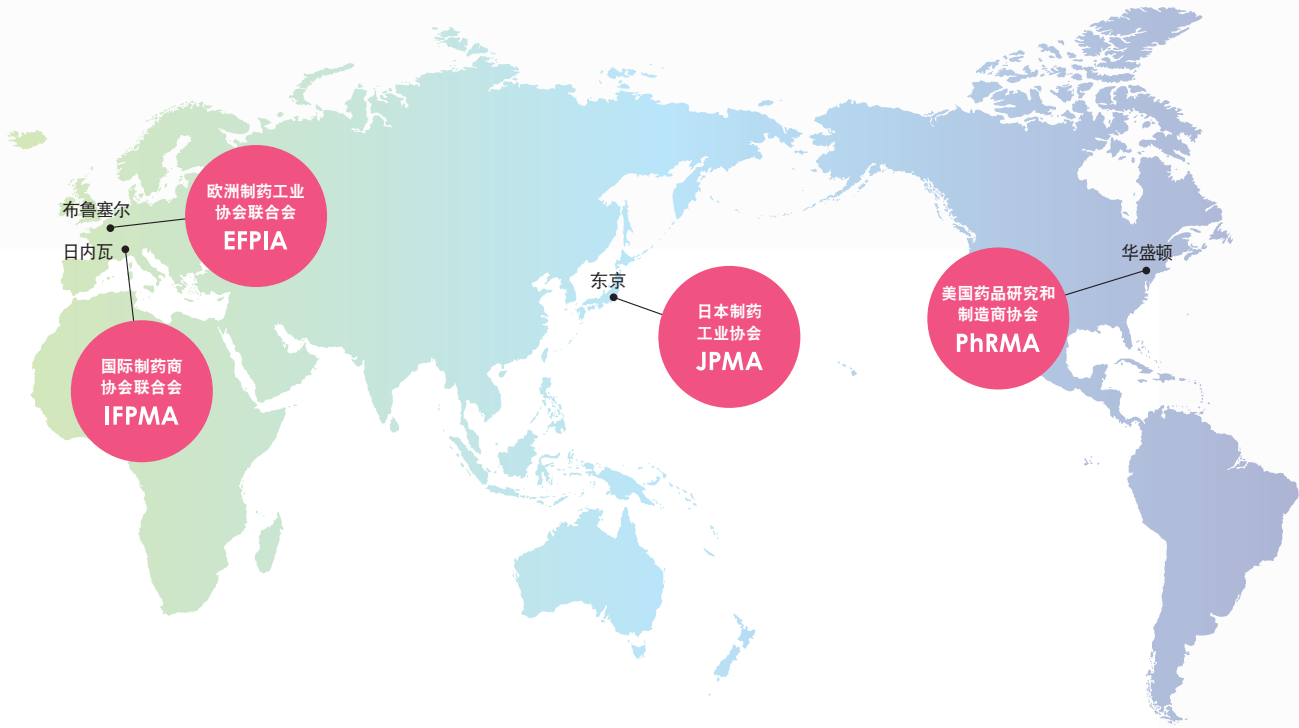 布鲁塞尔
欧洲制药工业
协会联合会
EFPIA
日内瓦
国际制药商
协会联合会
IFPMA
东京
日本制药
工业协会
JPMA
华盛顿
美国药品研究和
制造商协会
PhRMA